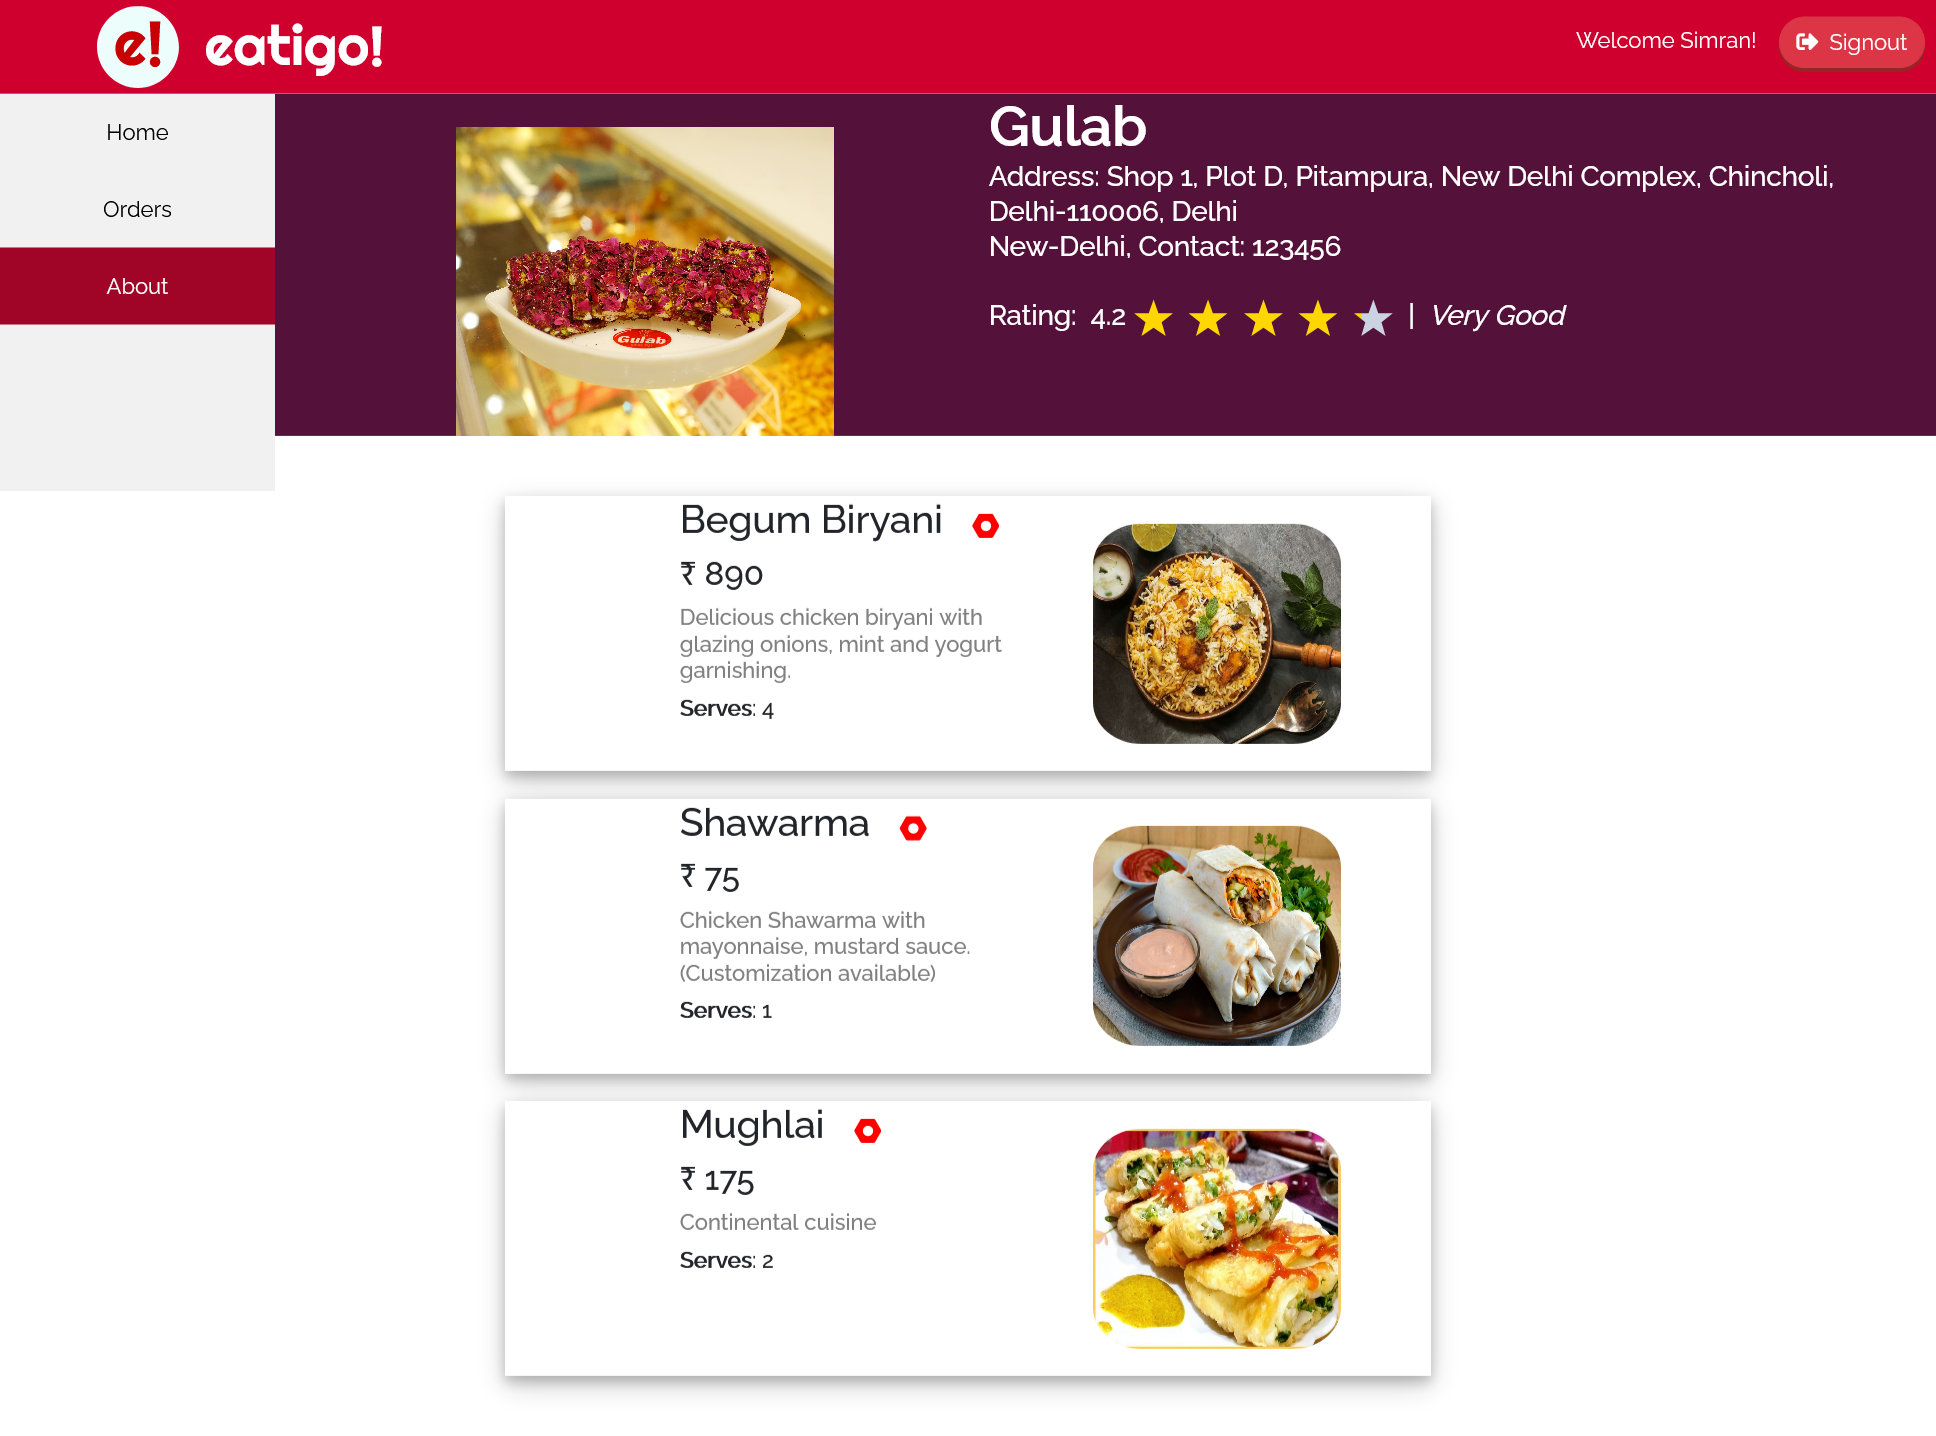 e! eatigo!
Welcome Simran!
Signout
Home
Orders
About
Gulab
Gulab
Address: Shop 1, Plot D, Pitampura, New Delhi Complex, Chincholi,
Delhi-110006, Delhi
New-Delhi, Contact: 123456
Rating: 4.2 | Very Good
Begum Biryani
₹ 890
Delicious chicken biryani with
glazing onions, mint and yogurt
garnishing.
Serves: 4
Shawarma
₹ 75
Chicken Shawarma with
mayonnaise, mustard sauce.
(Customization available)
Serves: 1
Mughlai
₹ 175
Continental cuisine
Serves: 2